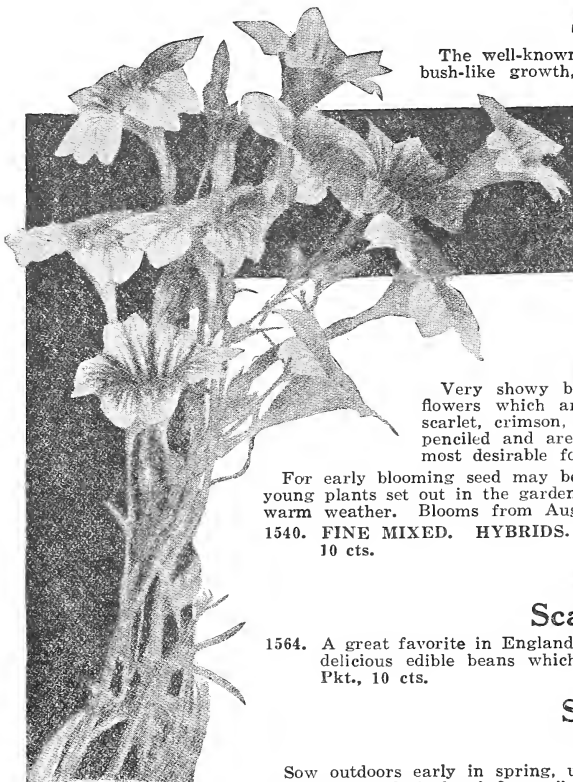 The well-known
bush-like growth,
Very showy b
flowers which ar
scarlet, crimson,
penciled and are
most desirable fo
For early blooming seed may be
young plants set out in the garden
warm weather. Blooms from Aug
1540. FINE MIXED. HYBRIDS.
10 cts.
Sca
1564. A great favorite in England
delicious edible beans which
Pkt., 10 cts.
S
Sow outdoors early in spring, u